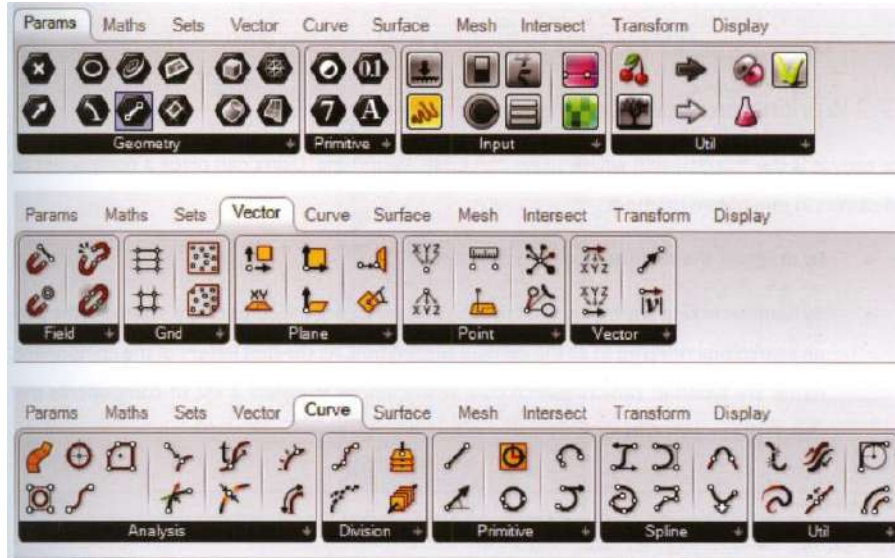 Params Maths Sets Vector Curve Surface Mesh Intersect Transform Display
0.1
7 A
Geometry Primitive Input Util
Params Maths Sets Vector Curve Surface Mesh Intersect Transform Display
XYZ XYZ
XY XYZ XYZ |V|
Field Grid Plane Point Vector
Params Maths Sets Vector Curve Surface Mesh Intersect Transform Display
t
Analysis Division Primitive Spline Util